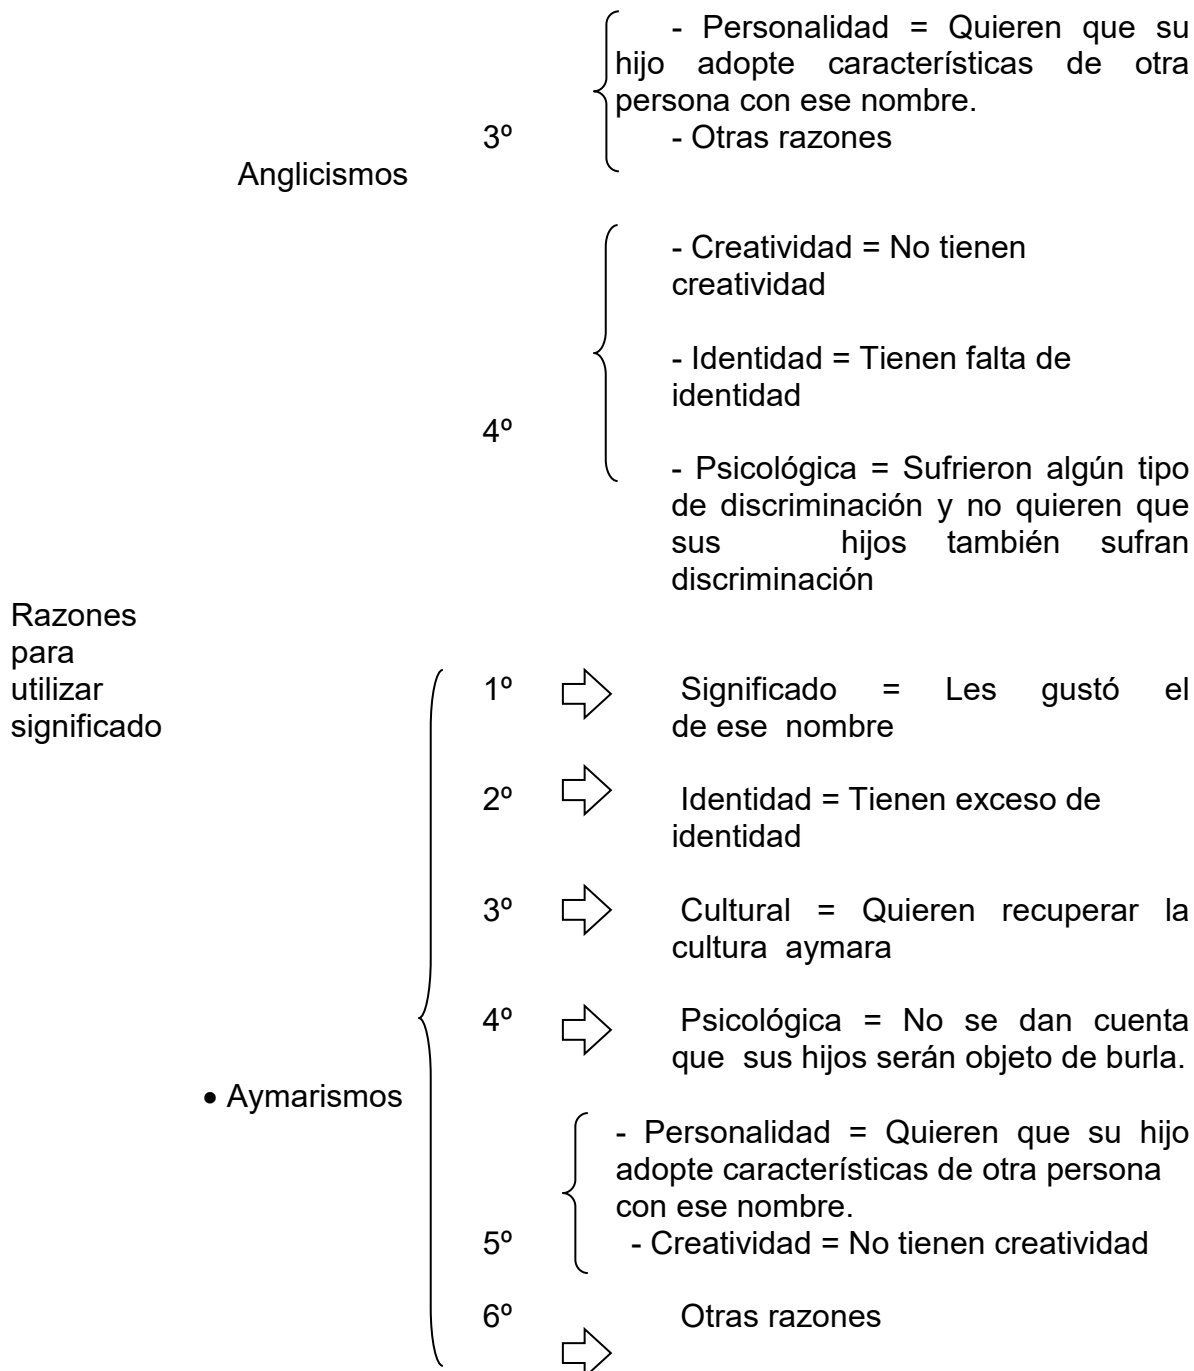 - Personalidad = Quieren que su
hijo adopte características de otra
persona con ese nombre.
3º
- Otras razones
Anglicismos
- Creatividad = No tienen
creatividad
- Identidad = Tienen falta de
identidad
4º
- Psicológica = Sufrieron algún tipo
de discriminación y no quieren que
sus hijos también sufran
discriminación
Razones
para
utilizar
significado
1º Significado = Les gustó el
de ese nombre
2º Identidad = Tienen exceso de
identidad
3º Cultural = Quieren recuperar la
cultura aymara
4º Psicológica = No se dan cuenta
que sus hijos serán objeto de burla.
• Aymarismos
- Personalidad = Quieren que su hijo
adopte características de otra persona
con ese nombre.
5º - Creatividad = No tienen creatividad
6º Otras razones